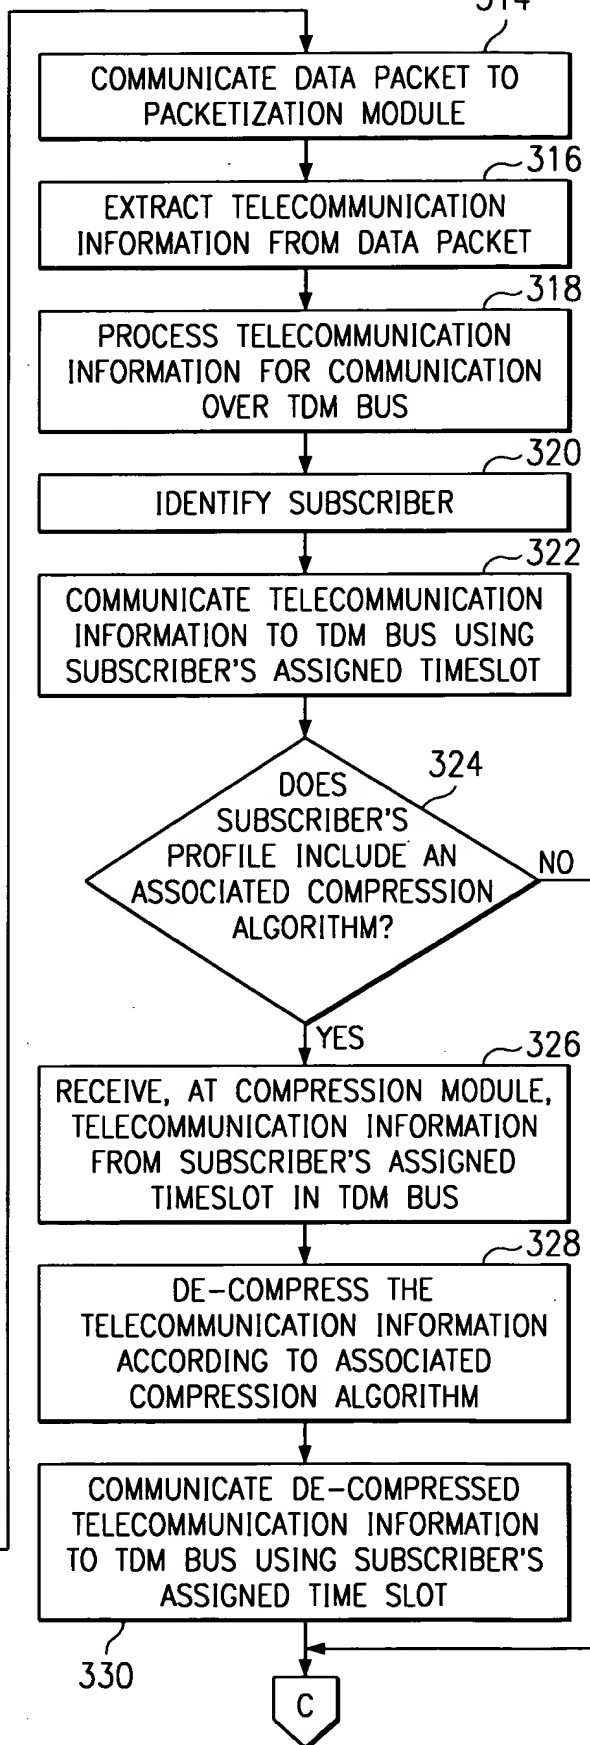 314
COMMUNICATE DATA PACKET TO
PACKETIZATION MODULE
316
EXTRACT TELECOMMUNICATION
INFORMATION FROM DATA PACKET
318
PROCESS TELECOMMUNICATION
INFORMATION FOR COMMUNICATION
OVER TDM BUS
320
IDENTIFY SUBSCRIBER
322
COMMUNICATE TELECOMMUNICATION
INFORMATION TO TDM BUS USING
SUBSCRIBER'S ASSIGNED TIMESLOT
324
DOES
SUBSCRIBER'S
PROFILE INCLUDE AN
ASSOCIATED COMPRESSION
ALGORITHM?
NO
YES
326
RECEIVE, AT COMPRESSION MODULE,
TELECOMMUNICATION INFORMATION
FROM SUBSCRIBER'S ASSIGNED
TIMESLOT IN TDM BUS
328
DE-COMPRESS THE
TELECOMMUNICATION INFORMATION
ACCORDING TO ASSOCIATED
COMPRESSION ALGORITHM
COMMUNICATE DE-COMPRESSED
TELECOMMUNICATION INFORMATION
TO TDM BUS USING SUBSCRIBER'S
ASSIGNED TIME SLOT
330
C